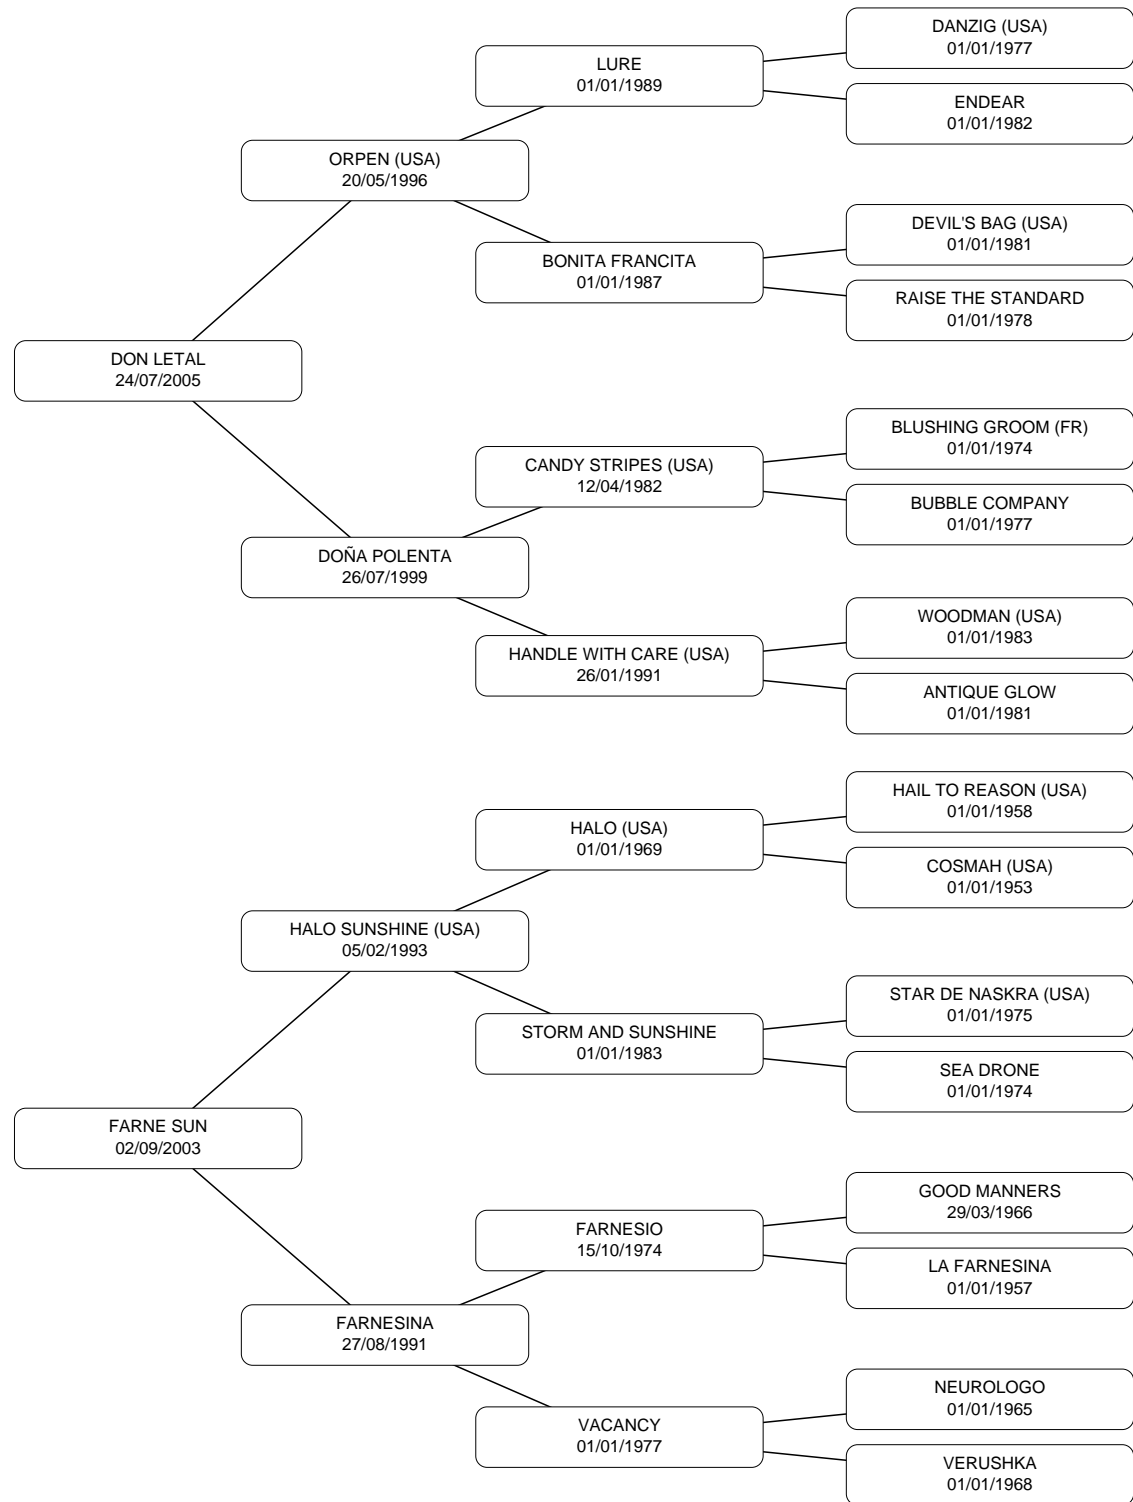 DANZIG (USA)
01/01/1977
LURE
01/01/1989
ENDEAR
01/01/1982
ORPEN (USA)
20/05/1996
DEVIL'S BAG (USA)
01/01/1981
BONITA FRANCITA
01/01/1987
RAISE THE STANDARD
01/01/1978
DON LETAL
24/07/2005
BLUSHING GROOM (FR)
01/01/1974
CANDY STRIPES (USA)
12/04/1982
BUBBLE COMPANY
01/01/1977
DOÑA POLENTA
26/07/1999
WOODMAN (USA)
01/01/1983
HANDLE WITH CARE (USA)
26/01/1991
ANTIQUE GLOW
01/01/1981
HAIL TO REASON (USA)
01/01/1958
HALO (USA)
01/01/1969
COSMAH (USA)
01/01/1953
HALO SUNSHINE (USA)
05/02/1993
STAR DE NASKRA (USA)
01/01/1975
STORM AND SUNSHINE
01/01/1983
SEA DRONE
01/01/1974
FARNE SUN
02/09/2003
GOOD MANNERS
29/03/1966
FARNESIO
15/10/1974
LA FARNESINA
01/01/1957
FARNESINA
27/08/1991
NEUROLOGO
01/01/1965
VACANCY
01/01/1977
VERUSHKA
01/01/1968